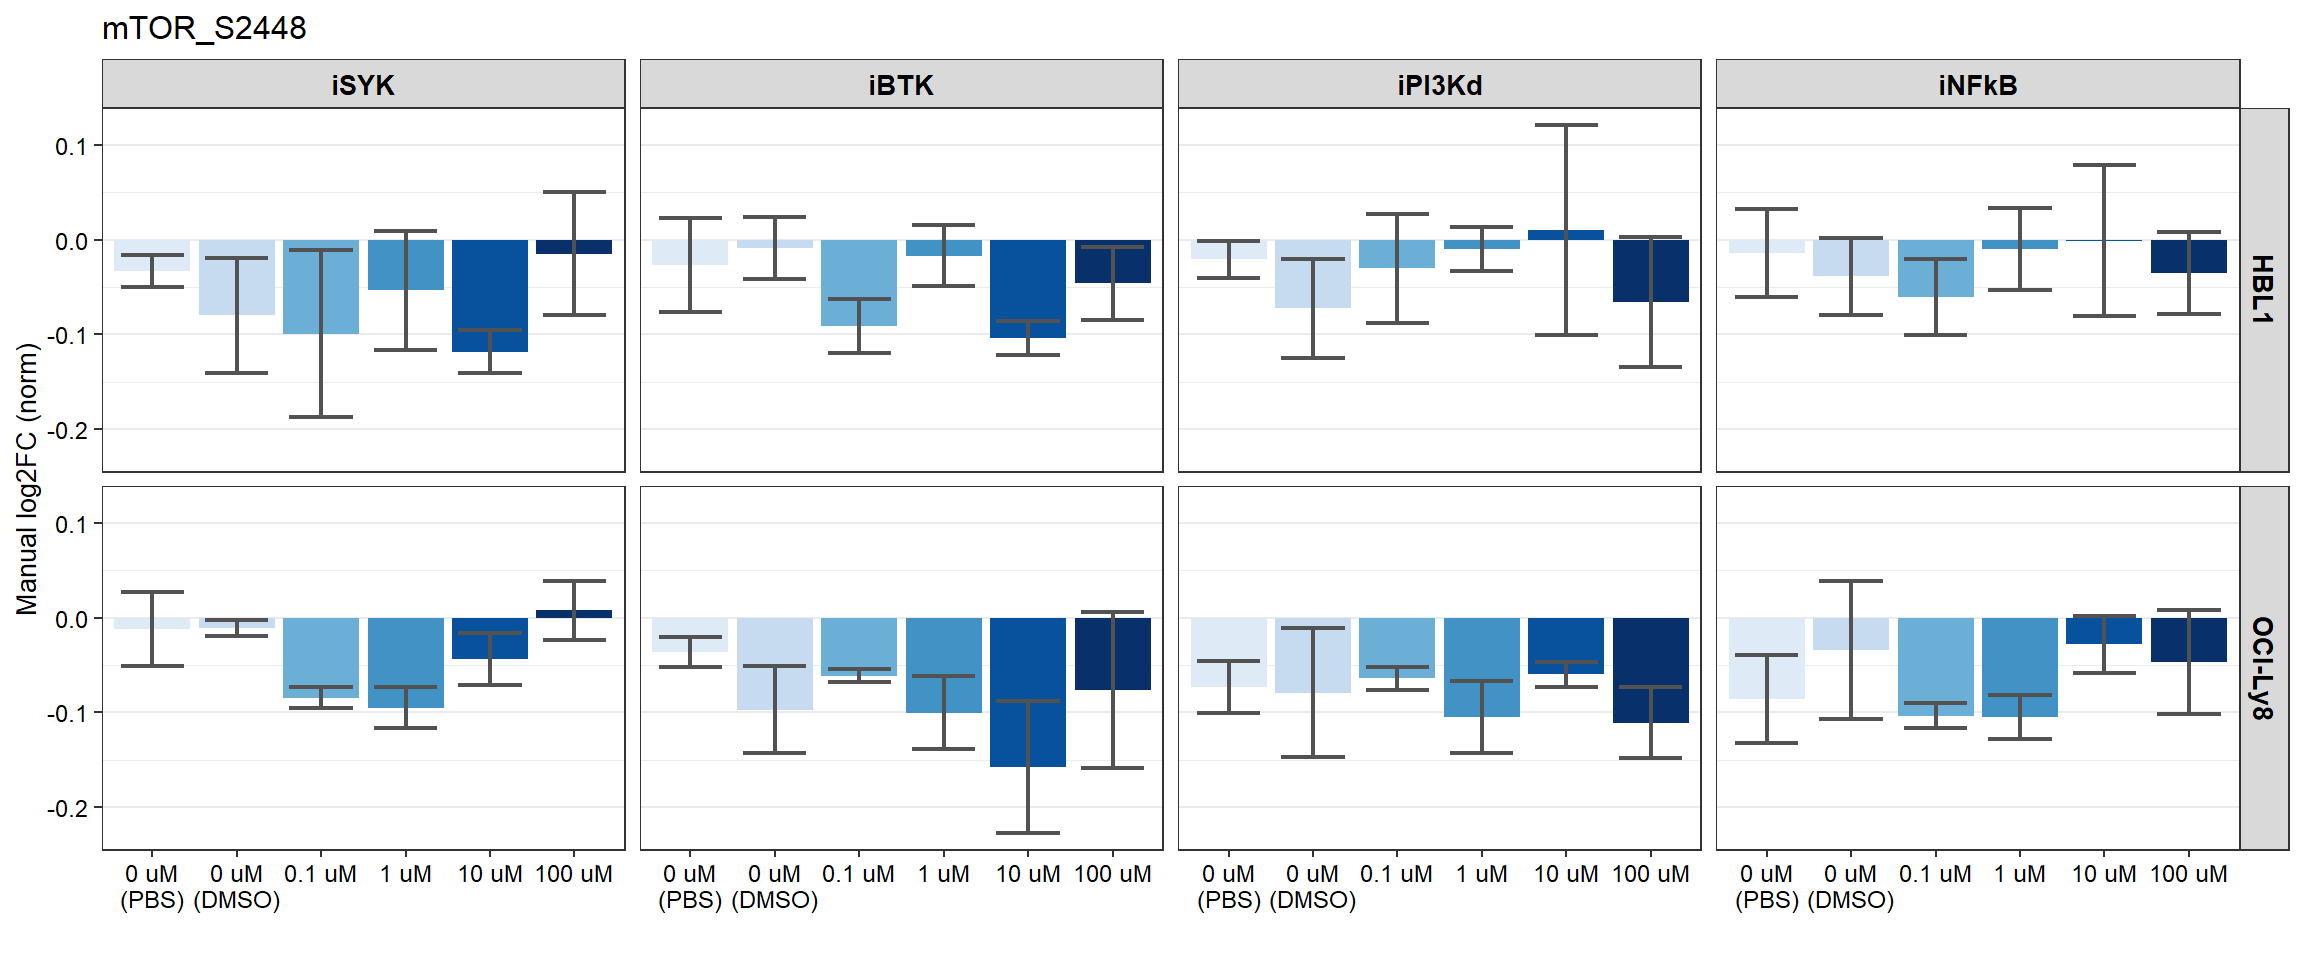 mTOR_S2448
iSYK iBTK iPI3Kd iNFkB
Manual log2FC (norm)
0.1
0.0
-0.1
-0.2
HBL1
0.1
0.0
-0.1
-0.2
OCI-Ly8
0 uM 0 uM 0.1 uM 1 uM 10 uM 100 uM 0 uM 0 uM 0.1 uM 1 uM 10 uM 100 uM 0 uM 0 uM 0.1 uM 1 uM 10 uM 100 uM 0 uM 0 uM 0.1 uM 1 uM 10 uM 100 uM
(PBS) (DMSO) (PBS) (DMSO) (PBS) (DMSO) (PBS) (DMSO)